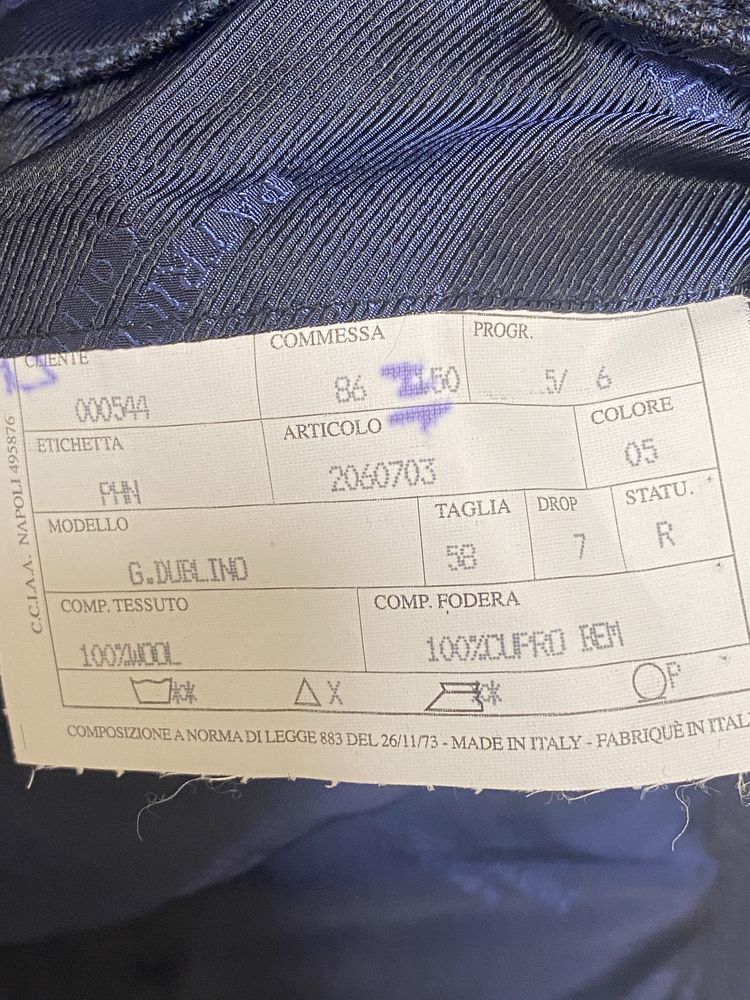 CLIENTE COMMESSA PROGR.
000544 86 60 5/ 6
ETICHETTA ARTICOLO COLORE
PHN 2060703 05
MODELLO TAGLIA DROP STATU.
G.DUBLINO 58 7 R
COMP. TESSUTO COMP. FODERA
100%WOOL 100%CUPRO BEM
X P
COMPOSIZIONE A NORMA DI LEGGE 883 DEL 26/11/73 - MADE IN ITALY - FABRIQUÈ IN ITAL
C.C.I.A.A. NAPOLI 495876